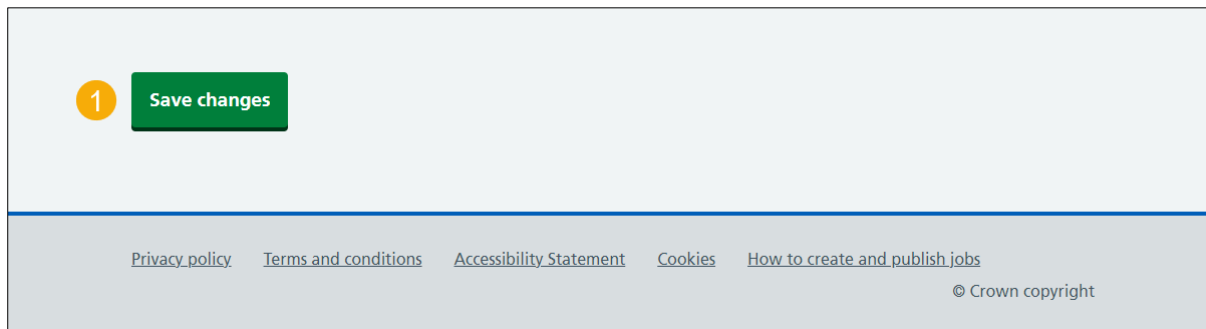 1 Save changes
Privacy policy Terms and conditions Accessibility Statement Cookies How to create and publish jobs
© Crown copyright